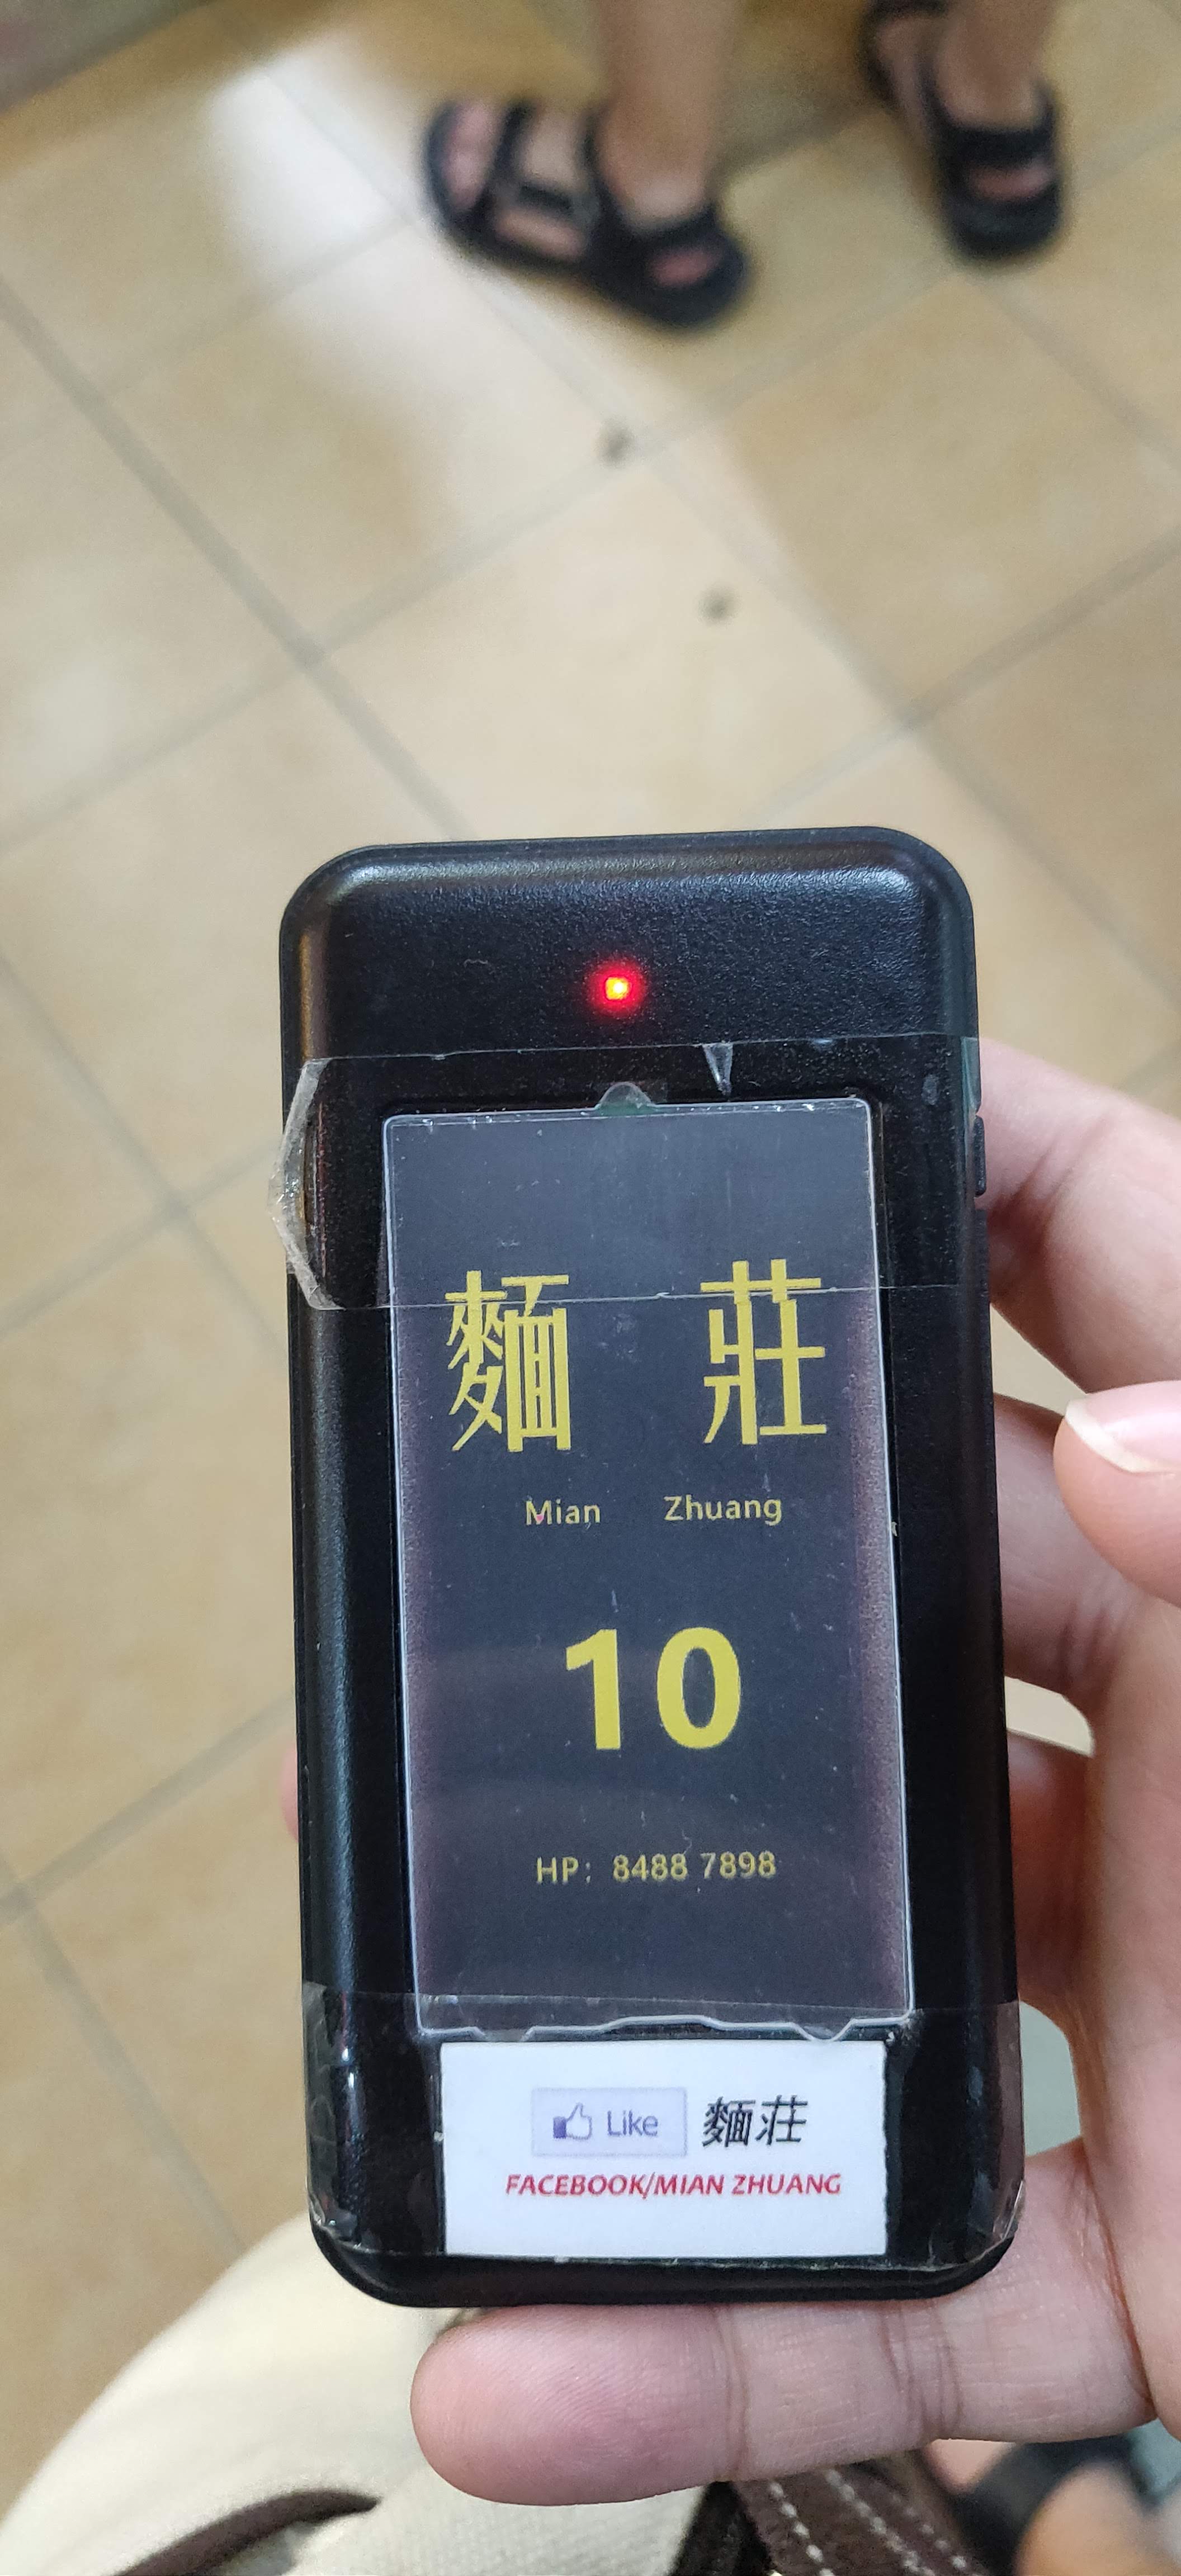 麵 莊
Mian Zhuang
10
HP: 8488 7898
Like 麵莊
FACEBOOK/MIAN ZHUANG